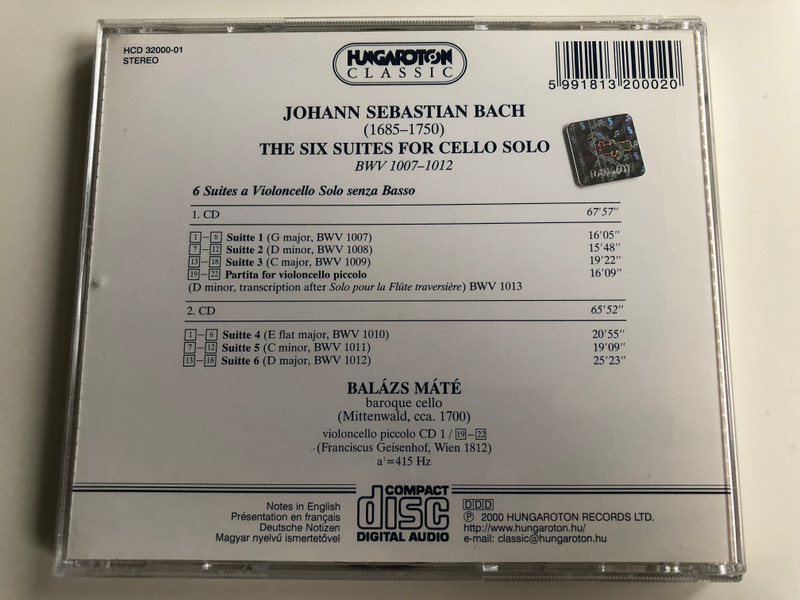 HCD 32000-01
STEREO
HUNGAROTON
CLASSIC
5 991813 200020
JOHANN SEBASTIAN BACH
(1685–1750)
THE SIX SUITES FOR CELLO SOLO
BWV 1007–1012
6 Suites a Violoncello Solo senza Basso
1. CD 67'57"
1–6 Suitte 1 (G major, BWV 1007) 16'05"
7–12 Suitte 2 (D minor, BWV 1008) 15'48"
13–18 Suitte 3 (C major, BWV 1009) 19'22"
19–22 Partita for violoncello piccolo 16'09"
(D minor, transcription after Solo pour la Flûte traversière) BWV 1013
2. CD 65'52"
1–6 Suitte 4 (E flat major, BWV 1010) 20'55"
7–12 Suitte 5 (C minor, BWV 1011) 19'09"
13–18 Suitte 6 (D major, BWV 1012) 25'23"
BALÁZS MÁTÉ
baroque cello
(Mittenwald, cca. 1700)
violoncello piccolo CD 1 / 19–22
(Franciscus Geisenhof, Wien 1812)
a¹=415 Hz
Notes in English
Présentation en français
Deutsche Notizen
Magyar nyelvű ismertetővel
COMPACT
disc
DIGITAL AUDIO
DDD
℗ 2000 HUNGAROTON RECORDS LTD.
http://www.hungaroton.hu/
e-mail: classic@hungaroton.hu